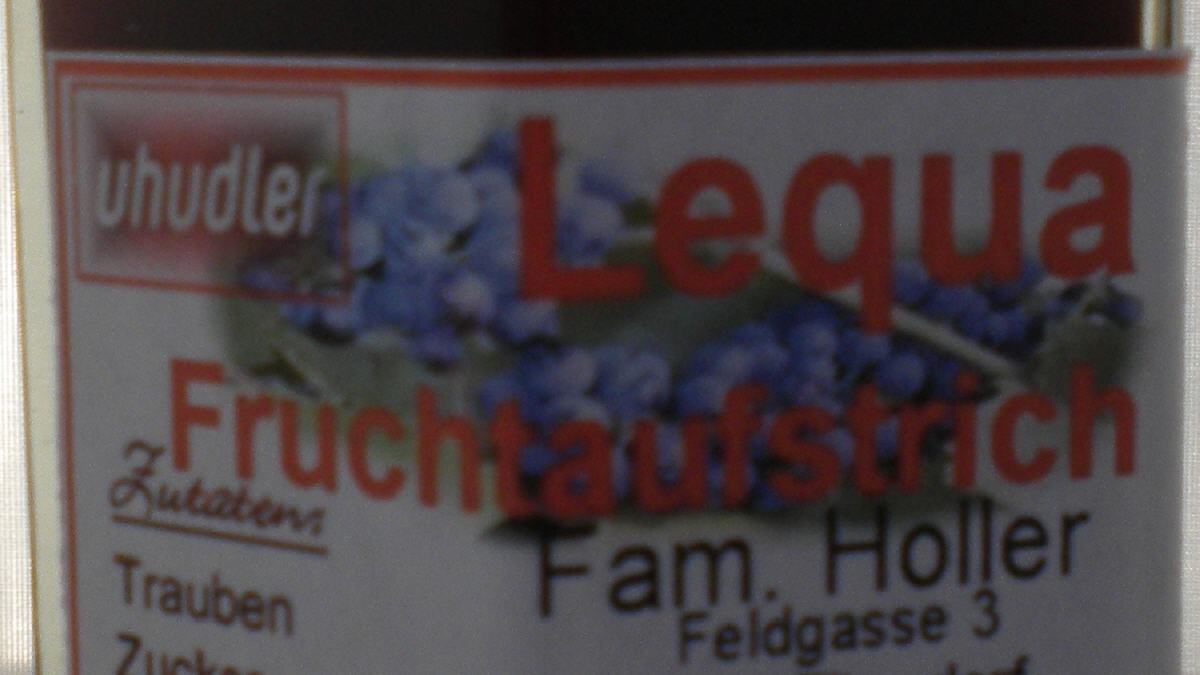 uhudler
Lequa
Fruchtaufstrich
Zutaten:
Fam. Holler
Trauben
Feldgasse 3